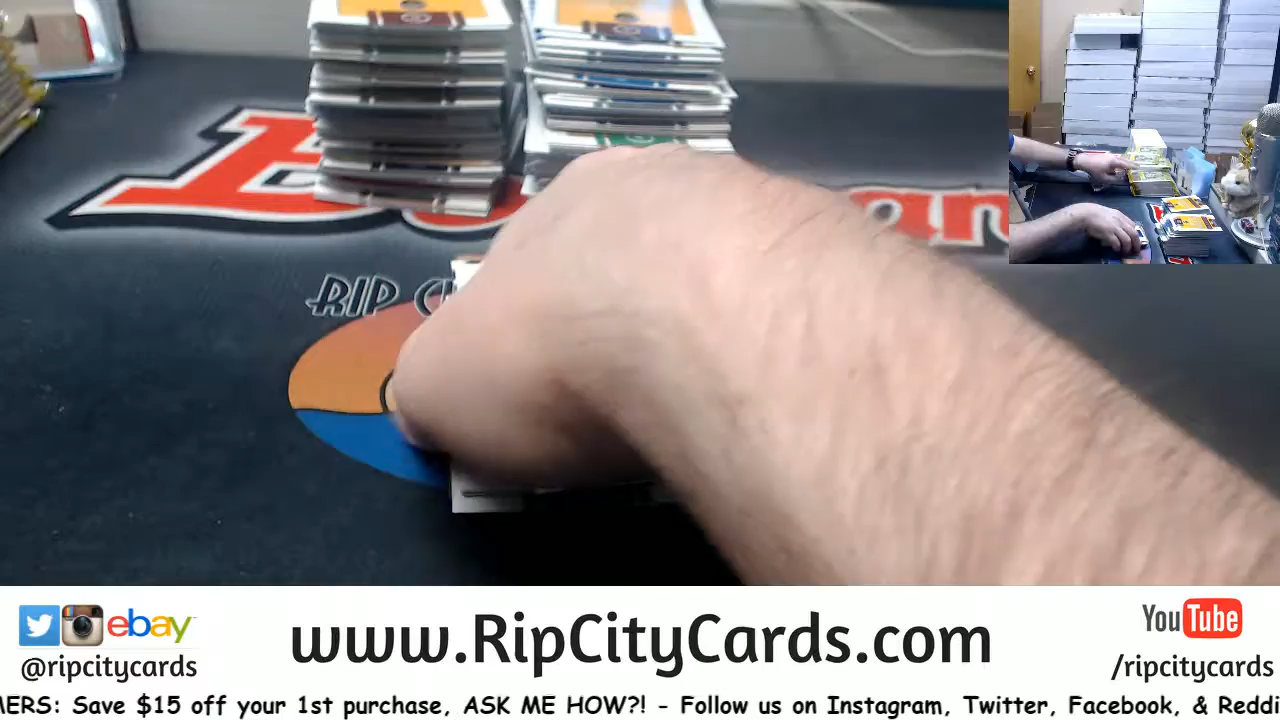 RIP
ebay
@ripcitycards
www.RipCityCards.com
YouTube
/ripcitycards
MERS: Save $15 off your 1st purchase, ASK ME HOW?! - Follow us on Instagram, Twitter, Facebook, & Reddi